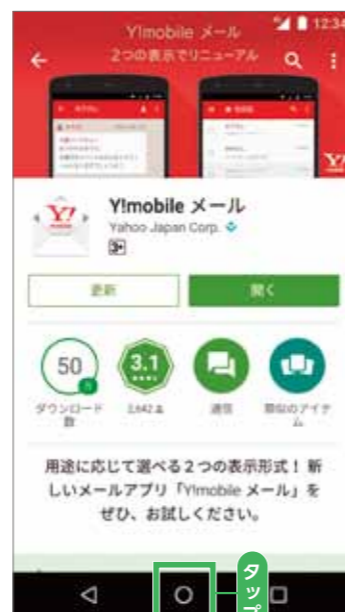 12:34
Y!mobile メール
2つの表示でリニューアル
Y!
Y!mobile メール
Yahoo Japan Corp.
3+
更新
開く
50
万
3.1
ダウンロード数
2,642
通信
類似のアイテム
用途に応じて選べる2つの表示形式! 新
しいメールアプリ「Y!mobile メール」を
ぜひ、お試しください。
タップ